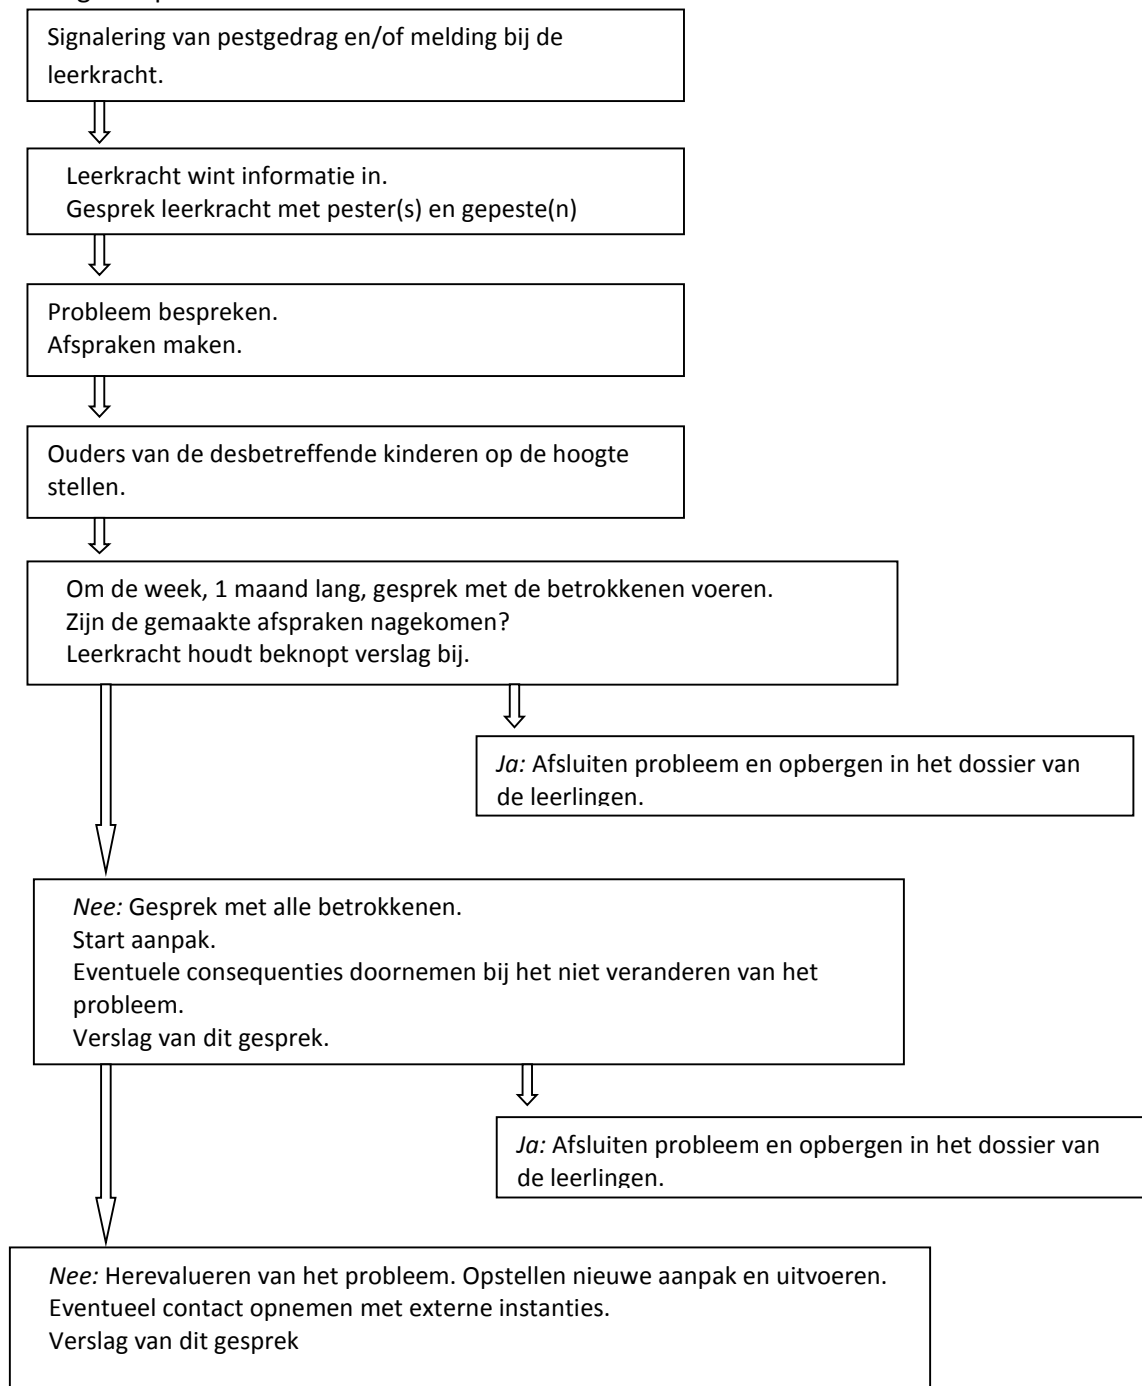 Signalering van pestgedrag en/of melding bij de
leerkracht.
Leerkracht wint informatie in.
Gesprek leerkracht met pester(s) en gepeste(n)
Probleem bespreken.
Afspraken maken.
Ouders van de desbetreffende kinderen op de hoogte
stellen.
Om de week, 1 maand lang, gesprek met de betrokkenen voeren.
Zijn de gemaakte afspraken nagekomen?
Leerkracht houdt beknopt verslag bij.
Ja: Afsluiten probleem en opbergen in het dossier van
de leerlingen.
Nee: Gesprek met alle betrokkenen.
Start aanpak.
Eventuele consequenties doornemen bij het niet veranderen van het
probleem.
Verslag van dit gesprek.
Ja: Afsluiten probleem en opbergen in het dossier van
de leerlingen.
Nee: Herevalueren van het probleem. Opstellen nieuwe aanpak en uitvoeren.
Eventueel contact opnemen met externe instanties.
Verslag van dit gesprek